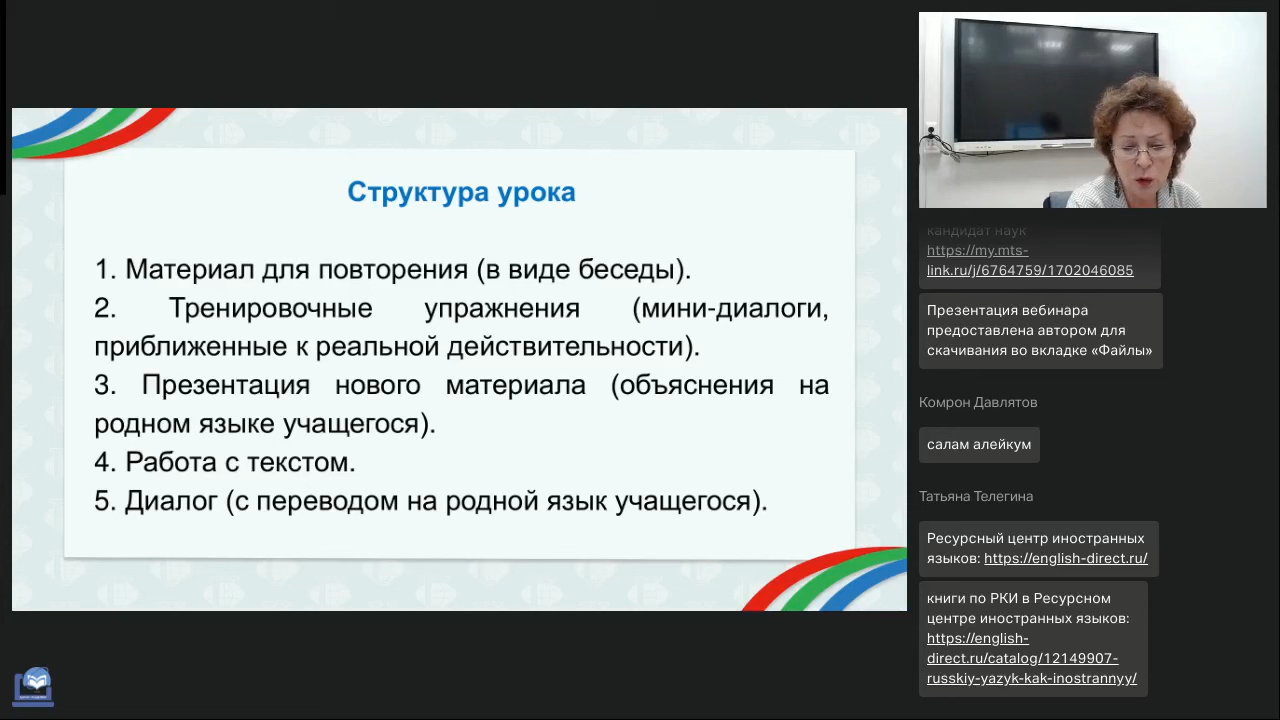 Структура урока
1. Материал для повторения (в виде беседы).
2. Тренировочные упражнения (мини-диалоги,
приближенные к реальной действительности).
3. Презентация нового материала (объяснения на
родном языке учащегося).
4. Работа с текстом.
5. Диалог (с переводом на родной язык учащегося).
кандидат наук
https://my.mts-
link.ru/j/6764759/1702046085
Презентация вебинара
предоставлена автором для
скачивания во вкладке «Файлы»
Комрон Давлятов
салам алейкум
Татьяна Телегина
Ресурсный центр иностранных
языков: https://english-direct.ru/
книги по РКИ в Ресурсном
центре иностранных языков:
https://english-
direct.ru/catalog/12149907-
russkiy-yazyk-kak-inostrannyy/